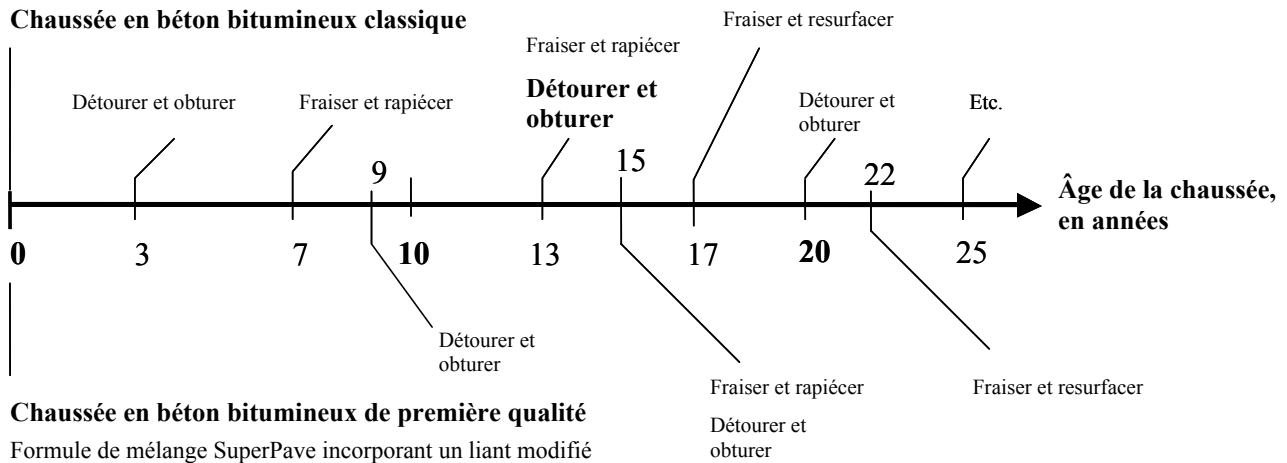 Chaussée en béton bitumineux classique
Fraiser et resurfacer
Fraiser et rapiécer
Détourer et obturer
Fraiser et rapiécer
Détourer et
obturer
Détourer et
obturer
Etc.
9
15
22
Âge de la chaussée,
en années
0
3
7
10
13
17
20
25
Détourer et
obturer
Fraiser et rapiécer
Détourer et
obturer
Fraiser et resurfacer
Chaussée en béton bitumineux de première qualité
Formule de mélange SuperPave incorporant un liant modifié